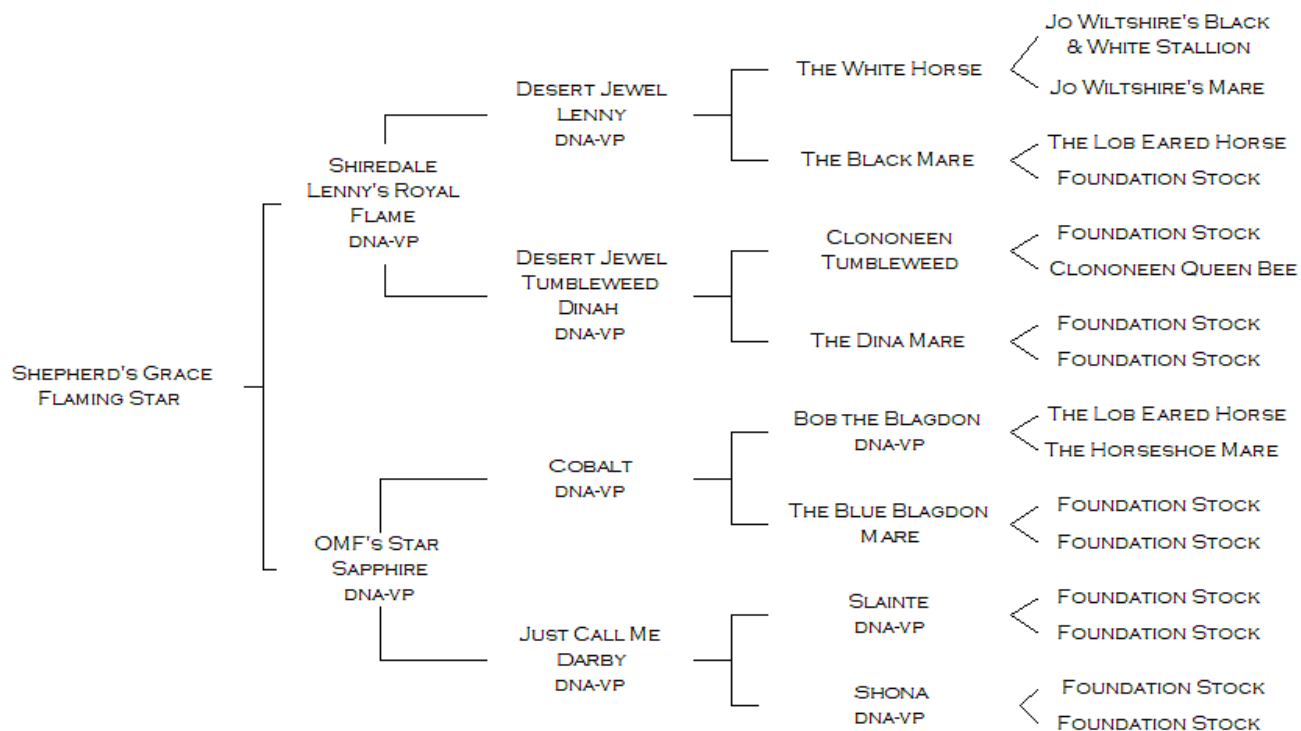 Shepherd's Grace
Flaming Star
Shiredale
Lenny's Royal
Flame
DNA-VP
OMF's Star
Sapphire
DNA-VP
Desert Jewel
Lenny
DNA-VP
Desert Jewel
Tumbleweed
Dinah
DNA-VP
Cobalt
DNA-VP
Just Call Me
Darby
DNA-VP
The White Horse
The Black Mare
Clononeen
Tumbleweed
The Dina Mare
Bob the Blagdon
DNA-VP
The Blue Blagdon
Mare
Slainte
DNA-VP
Shona
DNA-VP
Jo Wiltshire's Black
& White Stallion
Jo Wiltshire's Mare
The Lob Eared Horse
Foundation Stock
Foundation Stock
Clononeen Queen Bee
Foundation Stock
Foundation Stock
The Lob Eared Horse
The Horseshoe Mare
Foundation Stock
Foundation Stock
Foundation Stock
Foundation Stock
Foundation Stock
Foundation Stock